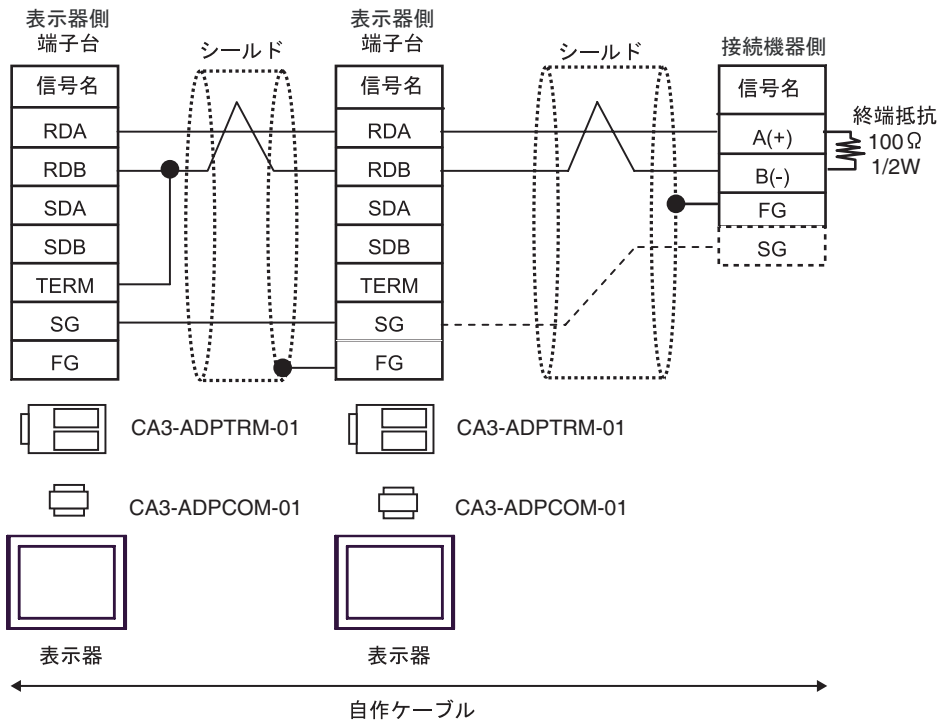 表示器側
端子台
シールド
表示器側
端子台
シールド
接続機器側
信号名
RDA
RDB
SDA
SDB
TERM
SG
FG
信号名
RDA
RDB
SDA
SDB
TERM
SG
FG
信号名
A(+)
B(-)
FG
SG
終端抵抗
100Ω
1/2W
CA3-ADPTRM-01
CA3-ADPTRM-01
CA3-ADPCOM-01
CA3-ADPCOM-01
表示器
表示器
自作ケーブル